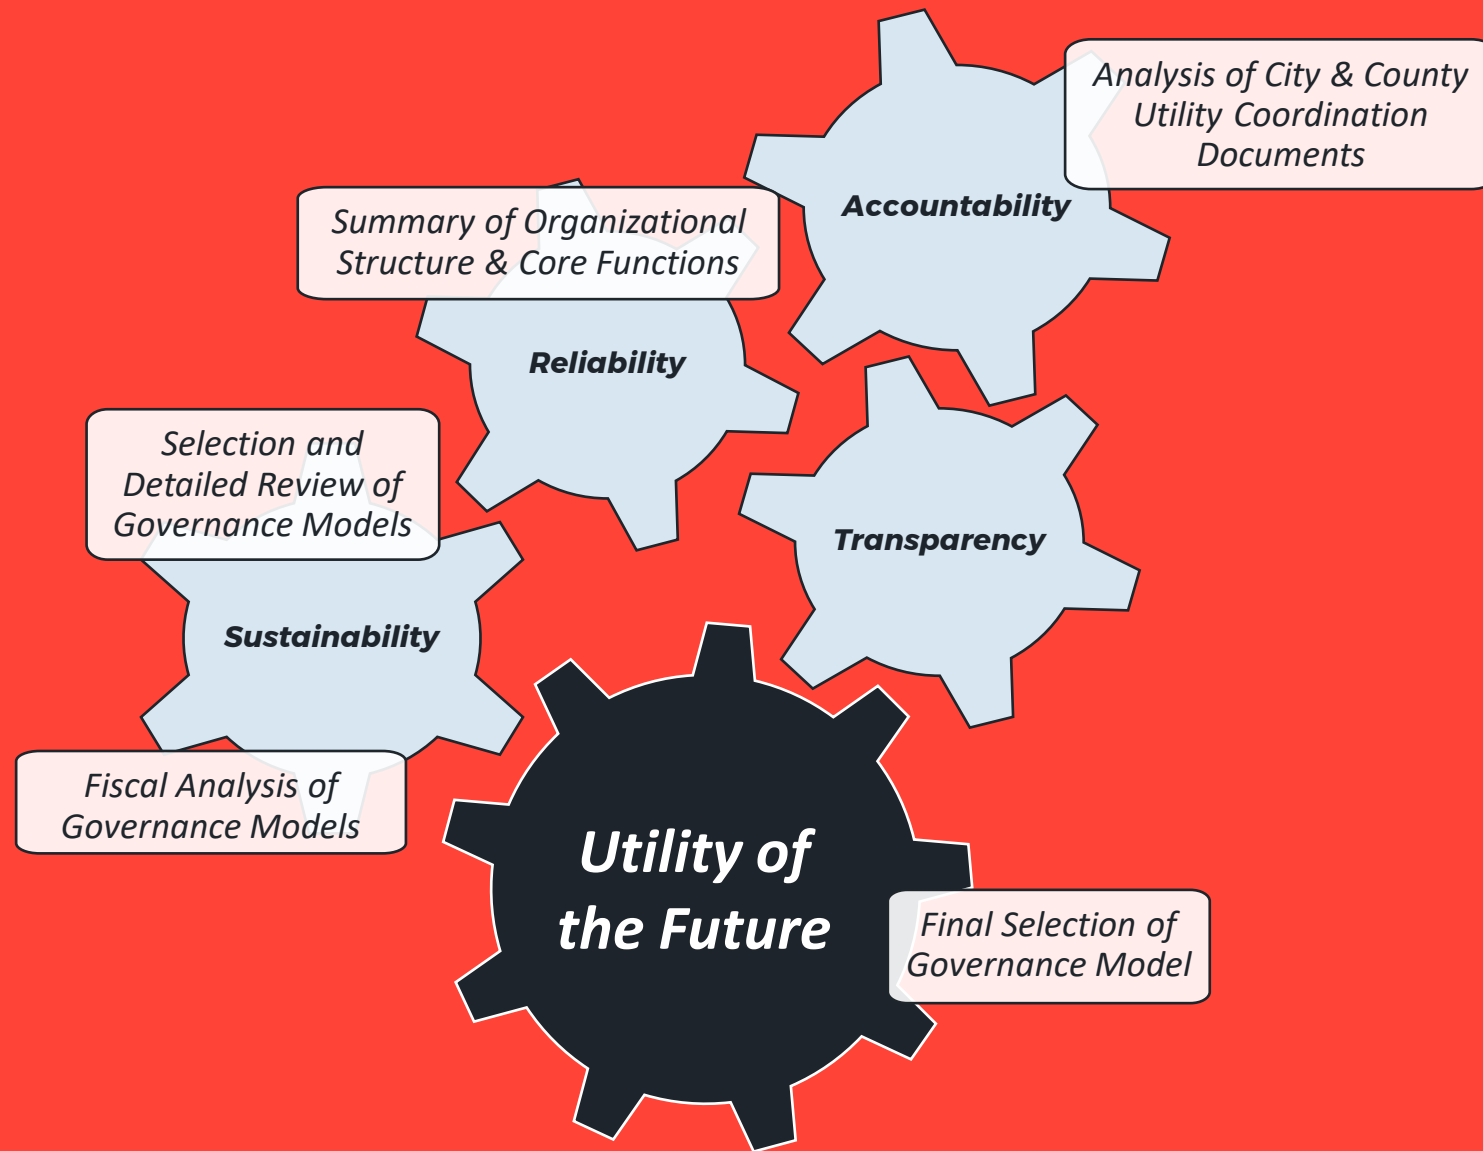 Analysis of City & County
Utility Coordination
Documents
Accountability
Summary of Organizational
Structure & Core Functions
Reliability
Selection and
Detailed Review of
Governance Models
Transparency
Sustainability
Fiscal Analysis of
Governance Models
Utility of
the Future
Final Selection of
Governance Model